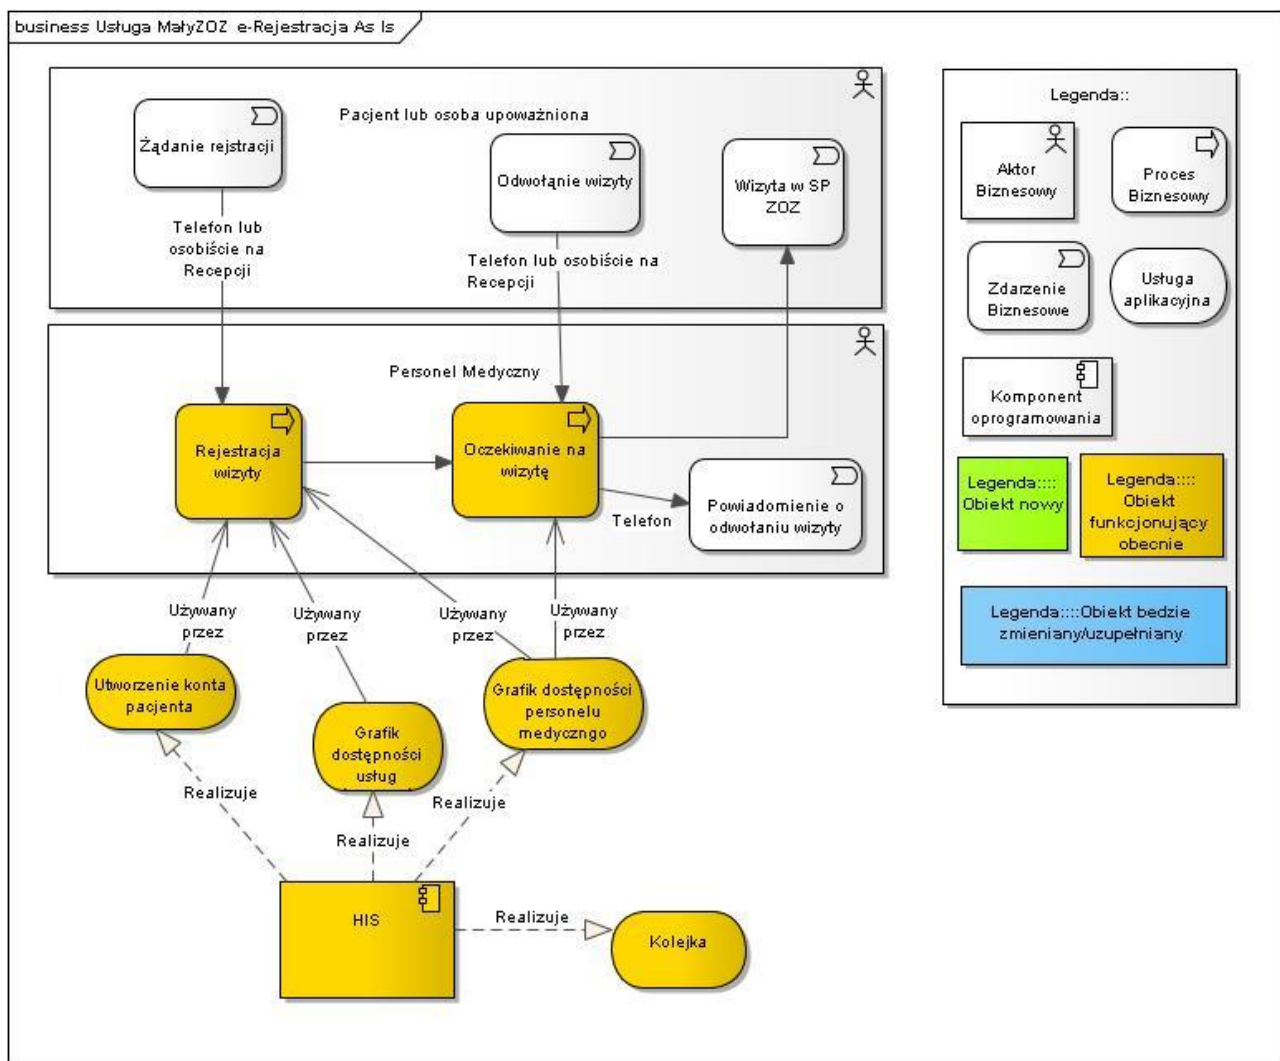 business Usługa MałyZOZ e-Rejestracja As Is
Pacjent lub osoba upoważniona
Żądanie rejstracji
Odwołąnie wizyty
Wizyta w SP
ZOZ
Telefon lub
osobiście na
Recepcji
Telefon lub osobiście na
Recepcji
Personel Medyczny
Rejestracja
wizyty
Oczekiwanie na
wizytę
Telefon
Powiadomienie o
odwołaniu wizyty
Używany
przez
Używany
przez
Używany
przez
Używany
przez
Utworzenie konta
pacjenta
Grafik
dostępności
usług
Grafik dostępności
personelu
medyczngo
Realizuje
Realizuje
Realizuje
HIS
Realizuje
Kolejka
Legenda::
Aktor
Biznesowy
Proces
Biznesowy
Zdarzenie
Biznesowe
Usługa
aplikacyjna
Komponent
oprogramowania
Legenda::::
Obiekt nowy
Legenda::::
Obiekt
funkcjonujący
obecnie
Legenda::::Obiekt bedzie
zmieniany/uzupełniany